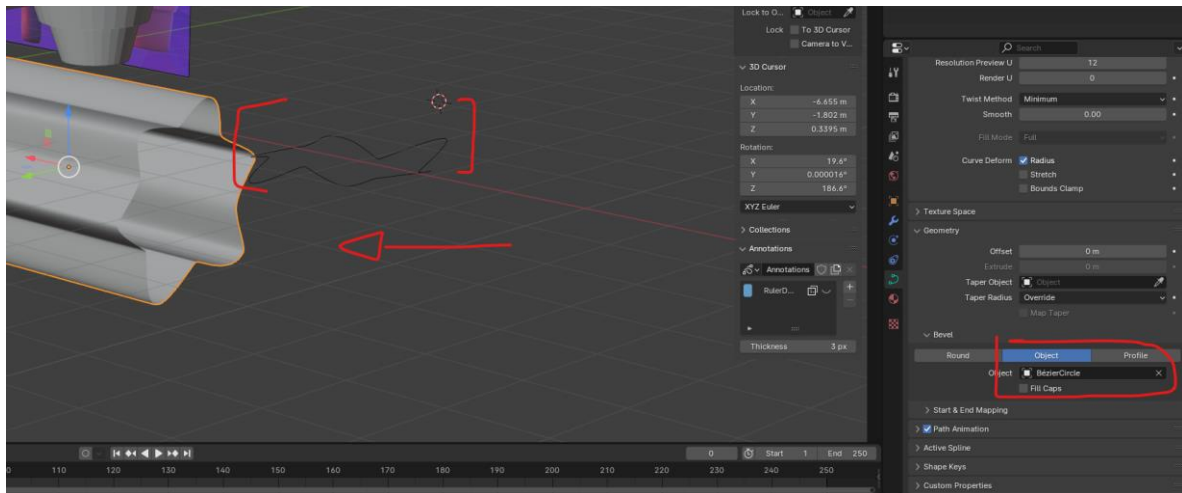 Lock to O... Object
Lock To 3D Cursor
Camera to V...
3D Cursor
Location:
X -6.655 m
Y -1.802 m
Z 0.3395 m
Rotation:
X 19.6°
Y 0.000016°
Z 186.6°
XYZ Euler
Collections
Annotations
Annotations
RulerD...
Thickness 3 px
Search
Resolution Preview U 12
Render U 0
Twist Method Minimum
Smooth 0.00
Fill Mode Full
Curve Deform Radius
Stretch
Bounds Clamp
Texture Space
Geometry
Offset 0 m
Extrude 0 m
Taper Object Object
Taper Radius Override
Map Taper
Bevel
Round Object Profile
Object BézierCircle
Fill Caps
Start & End Mapping
Path Animation
Active Spline
Shape Keys
Custom Properties
0 Start 1 End 250
0 110 120 130 140 150 160 170 180 190 200 210 220 230 240 250